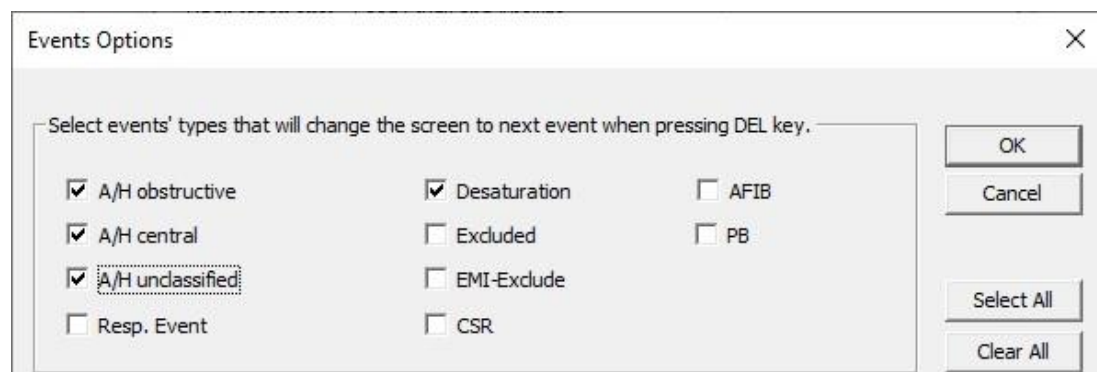 Events Options
Select events' types that will change the screen to next event when pressing DEL key.
A/H obstructive
Desaturation
AFIB
A/H central
Excluded
PB
A/H unclassified
EMI-Exclude
Resp. Event
CSR
OK
Cancel
Select All
Clear All